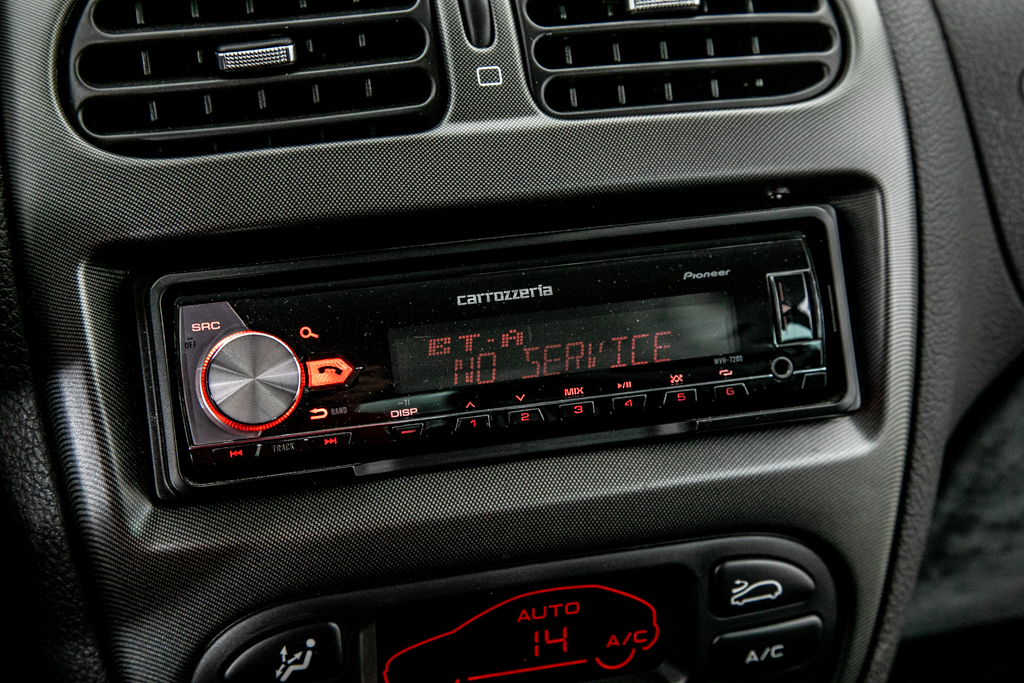 Pioneer
carrozzeria
SRC
OFF
BT.A
NO SERVICE
MVH-7200
BAND
DISP
MIX
1 2 3 4 5 6
TRACK
AUTO
14
A/C
A/C